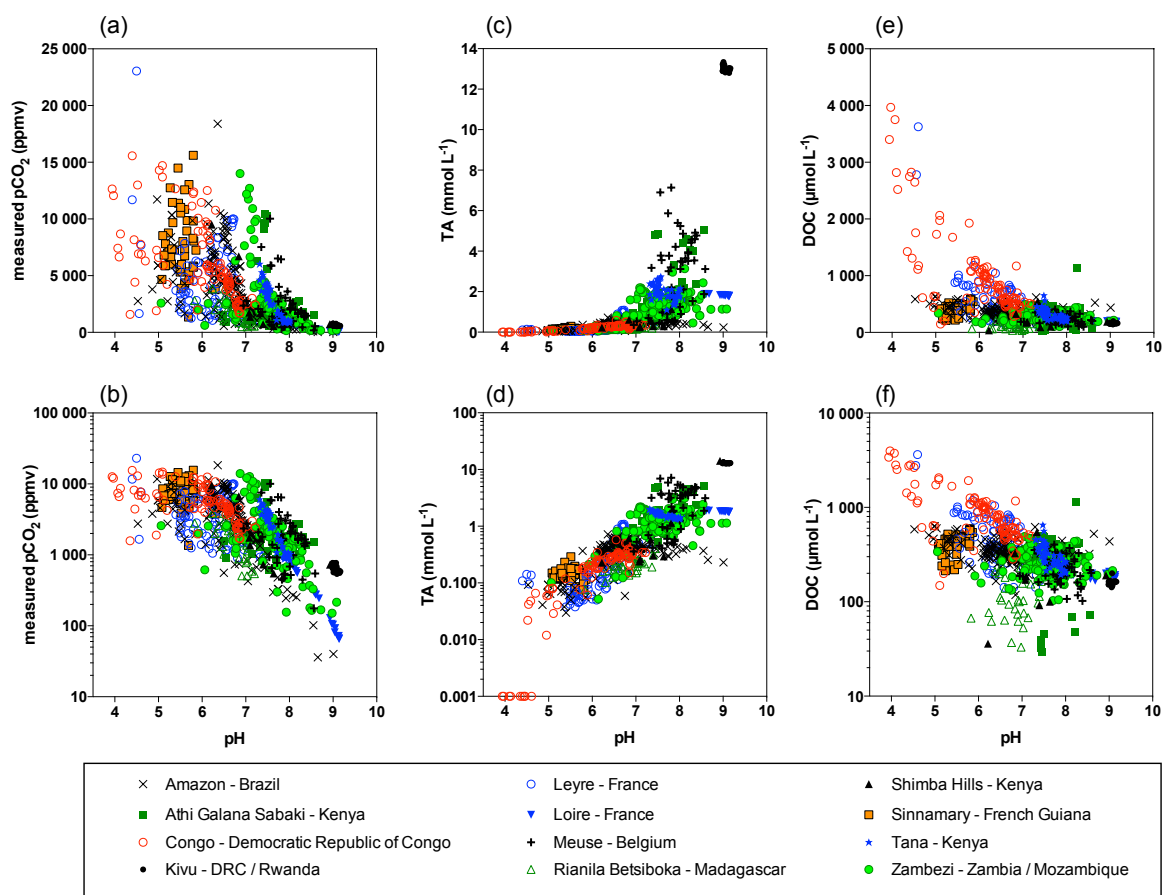 (a)
(c)
(e)
25 000
20 000
15 000
10 000
5 000
0
measured pCO2 (ppmv)
4 5 6 7 8 9 10
14
12
10
8
6
4
2
0
TA (mmol L-1)
4 5 6 7 8 9 10
5 000
4 000
3 000
2 000
1 000
0
DOC (µmol L-1)
4 5 6 7 8 9 10
(b)
(d)
(f)
100 000
10 000
1 000
100
10
measured pCO2 (ppmv)
4 5 6 7 8 9 10
pH
100
10
1
0.100
0.010
0.001
TA (mmol L-1)
4 5 6 7 8 9 10
pH
10 000
1 000
100
10
DOC (µmol L-1)
4 5 6 7 8 9 10
pH
Amazon - Brazil
Athi Galana Sabaki - Kenya
Congo - Democratic Republic of Congo
Kivu - DRC / Rwanda
Leyre - France
Loire - France
Meuse - Belgium
Rianila Betsiboka - Madagascar
Shimba Hills - Kenya
Sinnamary - French Guiana
Tana - Kenya
Zambezi - Zambia / Mozambique